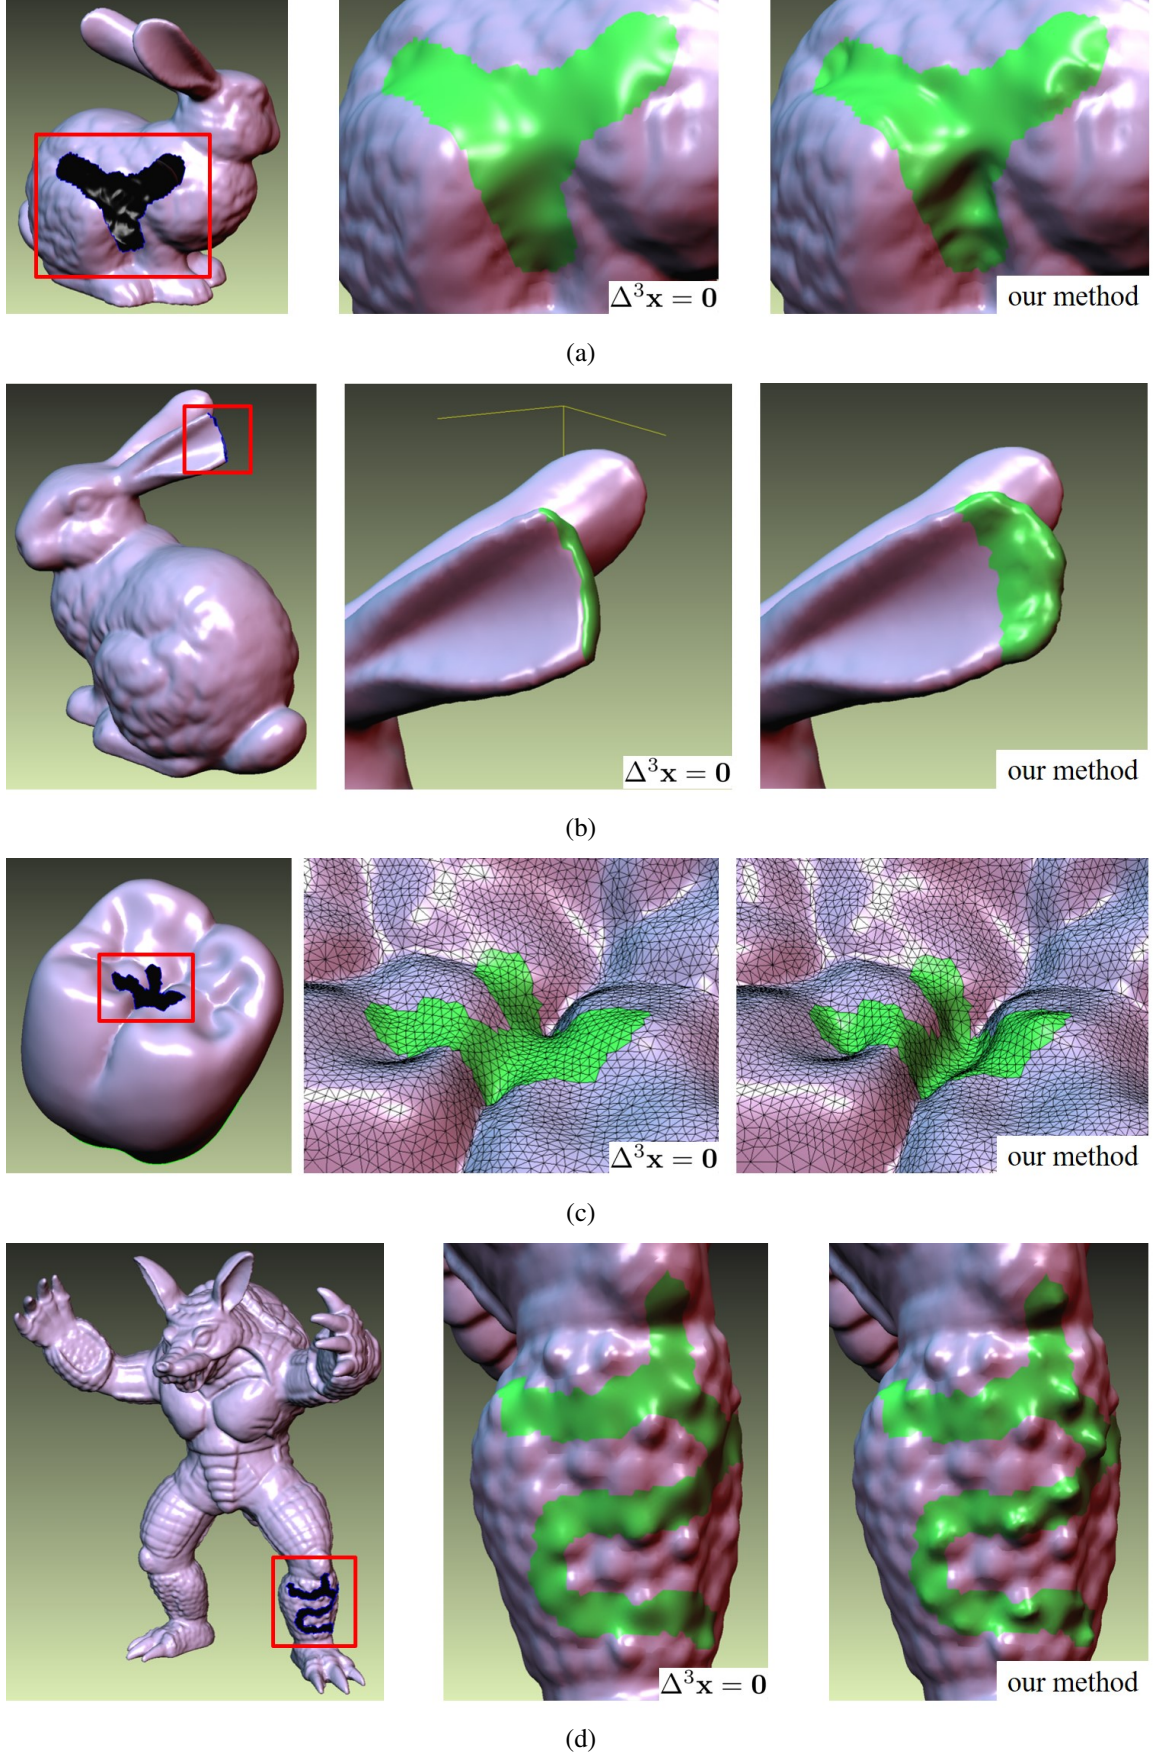 Δ³x = 0
our method
(a)
Δ³x = 0
our method
(b)
Δ³x = 0
our method
(c)
Δ³x = 0
our method
(d)